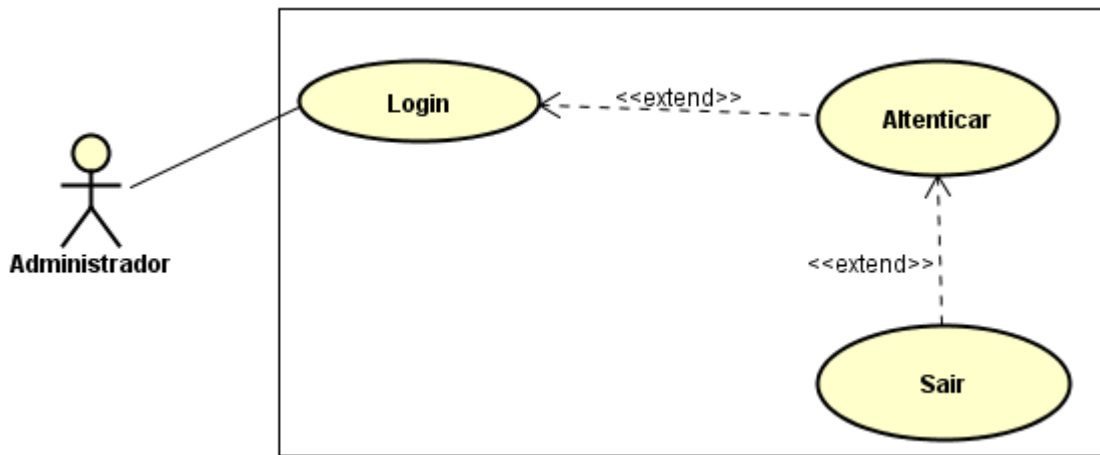 Login
<<extend>>
Altenticar
Administrador
<<extend>>
Sair